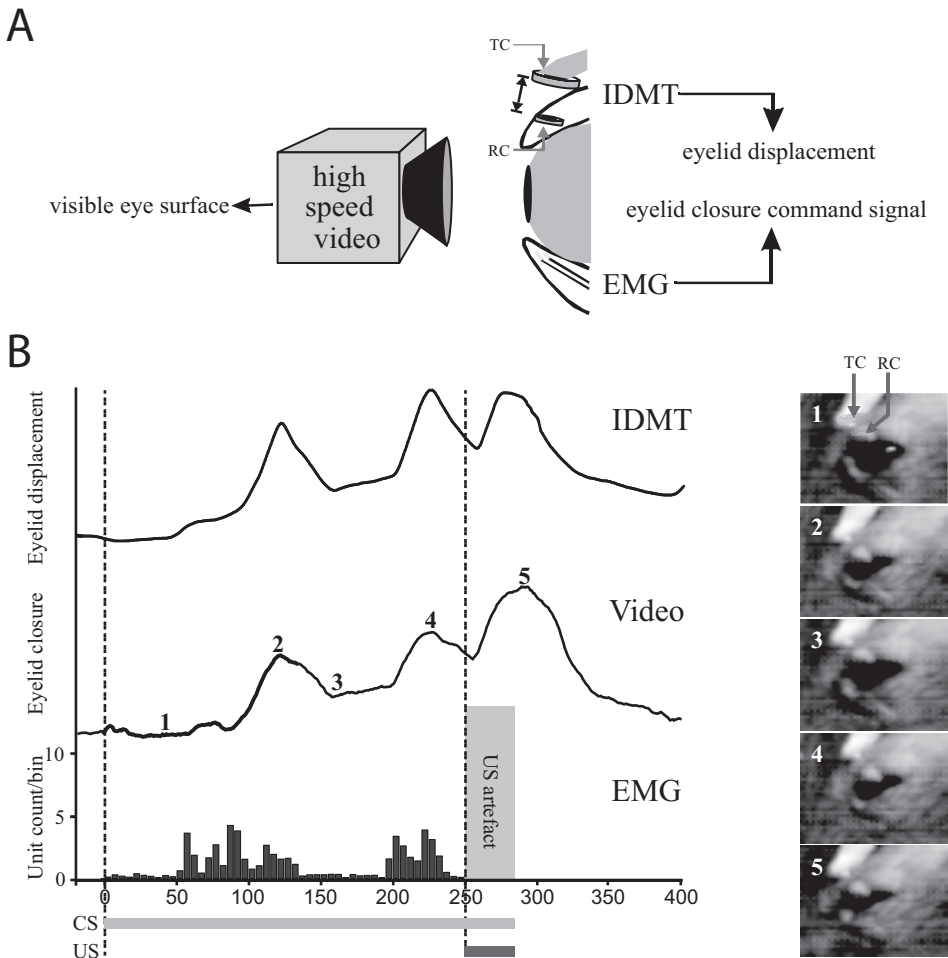 A
TC
IDMT
RC
eyelid displacement
high
speed
video
visible eye surface
eyelid closure command signal
EMG
B
TC RC
Eyelid displacement
IDMT
1
2
Eyelid closure
Video
1
2
3
4
5
3
Unit count/bin
10
5
0
US artefact
EMG
4
5
0 50 100 150 200 250 300 350 400
CS
US